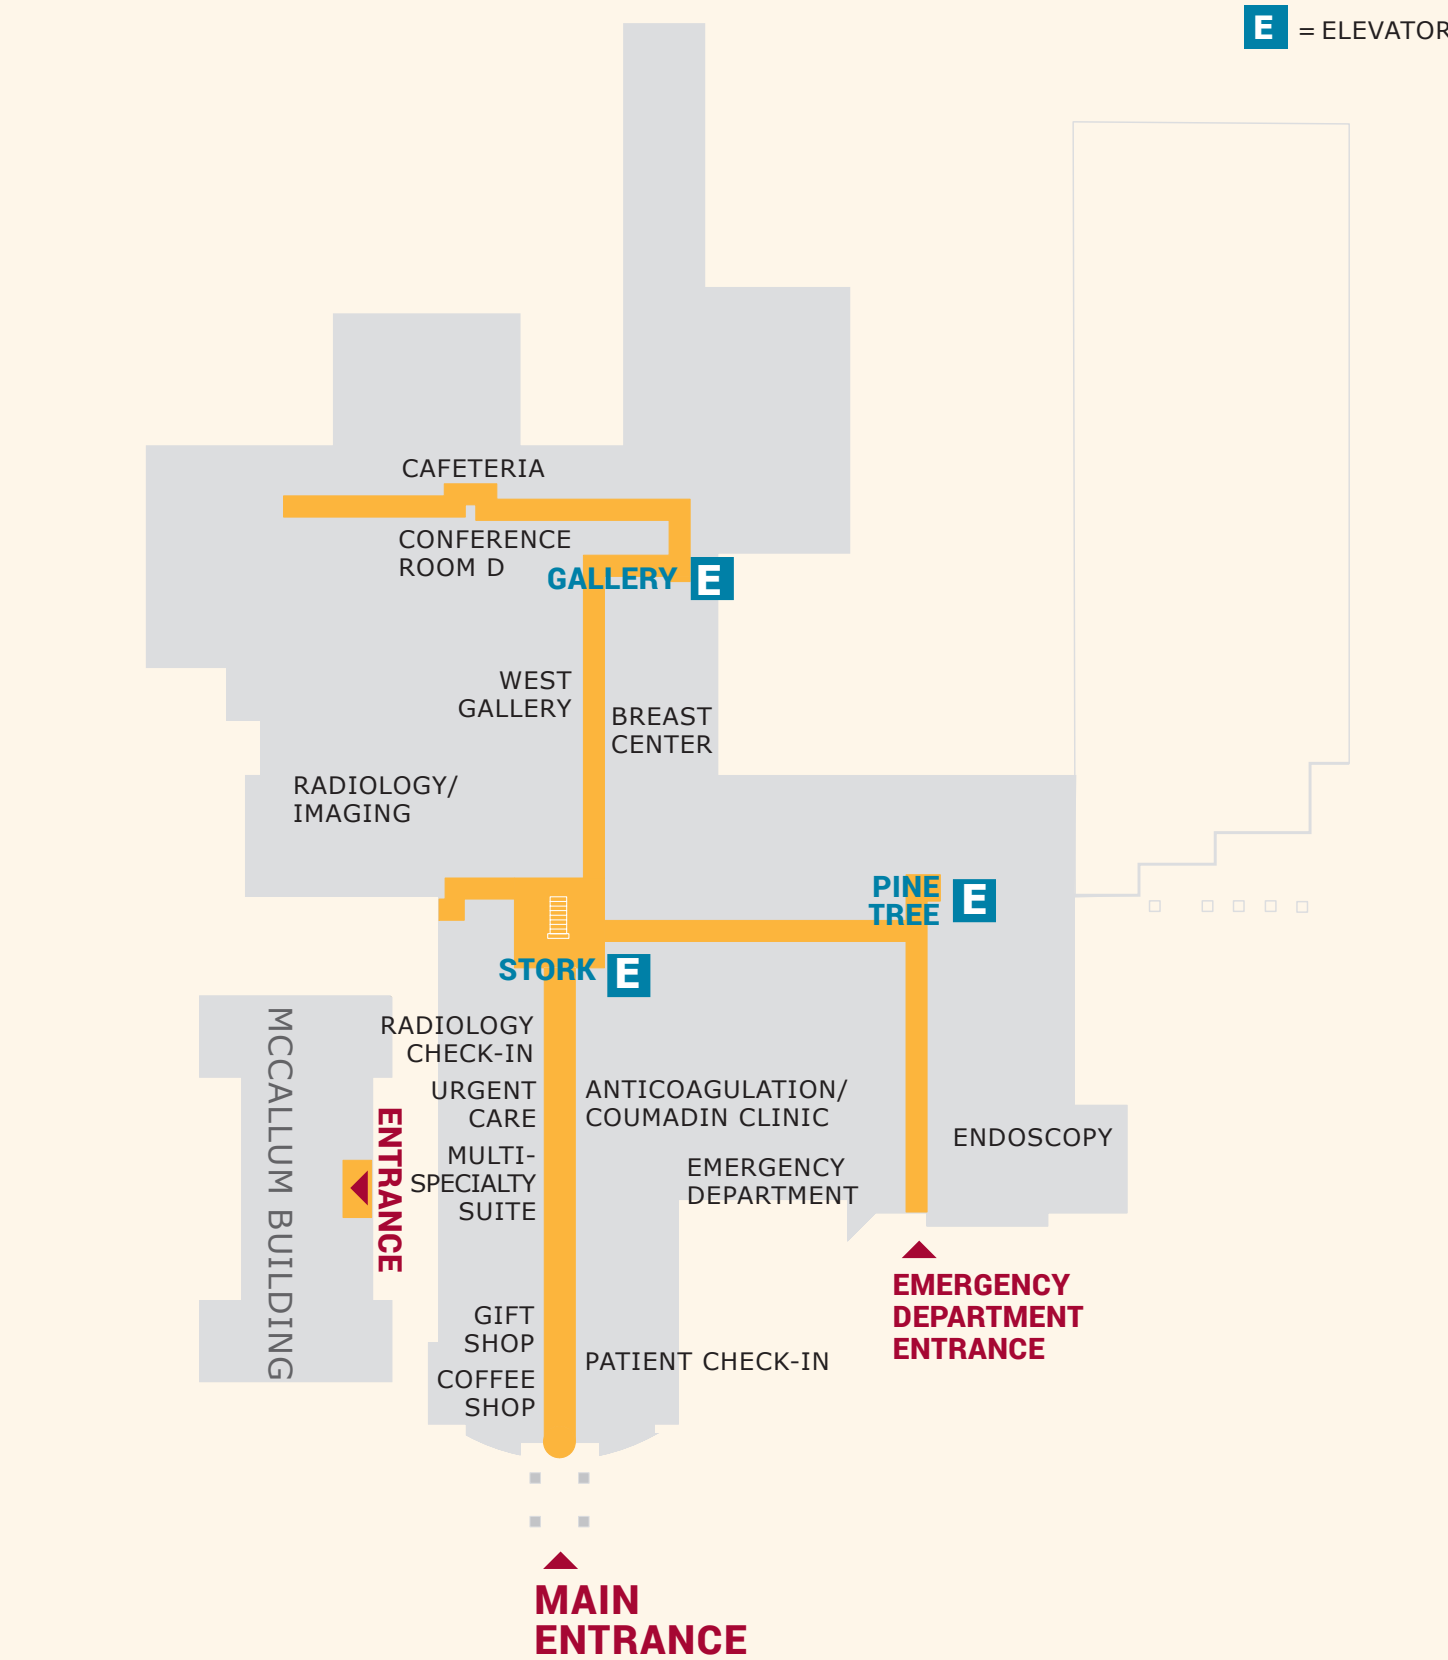 E = ELEVATOR
CAFETERIA
CONFERENCE
ROOM D
GALLERY E
WEST
GALLERY
BREAST
CENTER
RADIOLOGY/
IMAGING
PINE
TREE
E
STORK E
MCCALLUM BUILDING
ENTRANCE
RADIOLOGY
CHECK-IN
URGENT
CARE
MULTI-
SPECIALTY
SUITE
ANTICOAGULATION/
COUMADIN CLINIC
EMERGENCY
DEPARTMENT
ENDOSCOPY
EMERGENCY
DEPARTMENT
ENTRANCE
GIFT
SHOP
COFFEE
SHOP
PATIENT CHECK-IN
MAIN
ENTRANCE